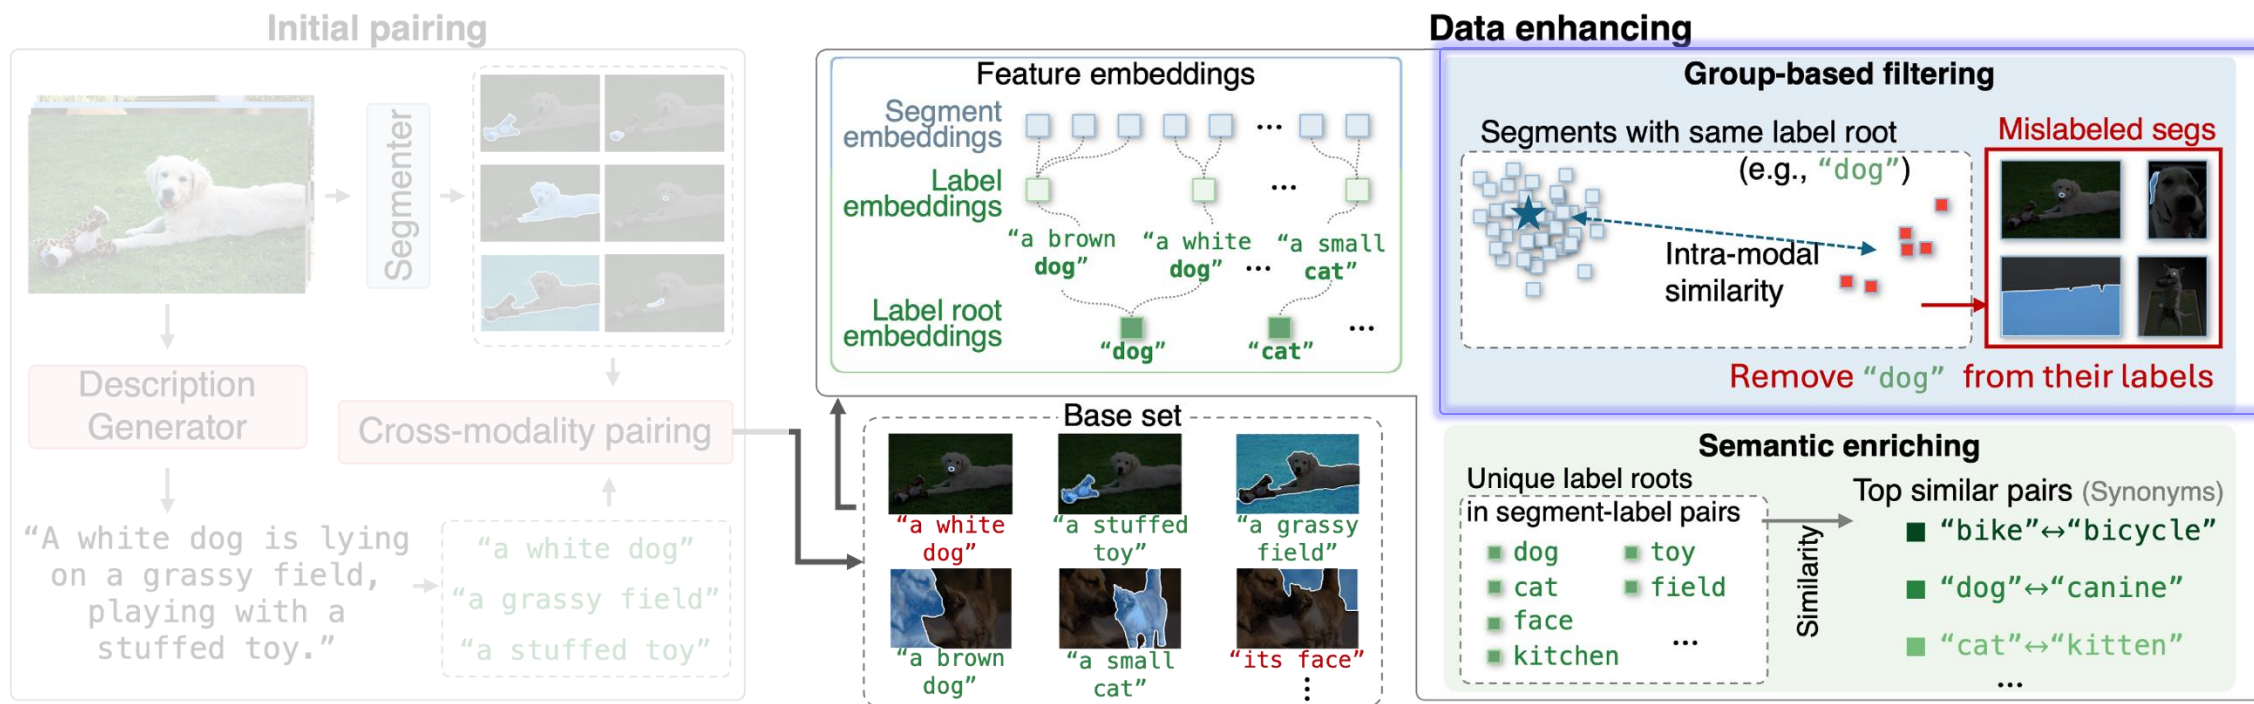 Initial pairing
Segmenter
Description
Generator
Cross-modality pairing
“A white dog is lying
on a grassy field,
playing with a
stuffed toy.”
“a white dog”
“a grassy field”
“a stuffed toy”
Data enhancing
Feature embeddings
Segment
embeddings
...
Label
embeddings
...
“a brown
dog”
“a white
dog”
...
“a small
cat”
Label root
embeddings
“dog”
“cat”
...
Base set
“a white
dog”
“a stuffed
toy”
“a grassy
field”
“a brown
dog”
“a small
cat”
“its face”
⋮
Group-based filtering
Segments with same label root
(e.g., “dog”)
Mislabeled segs
Intra-modal
similarity
Remove “dog” from their labels
Semantic enriching
Unique label roots
in segment-label pairs
dog
toy
cat
field
face
kitchen
...
Similarity
Top similar pairs (Synonyms)
“bike”↔“bicycle”
“dog”↔“canine”
“cat”↔“kitten”
...